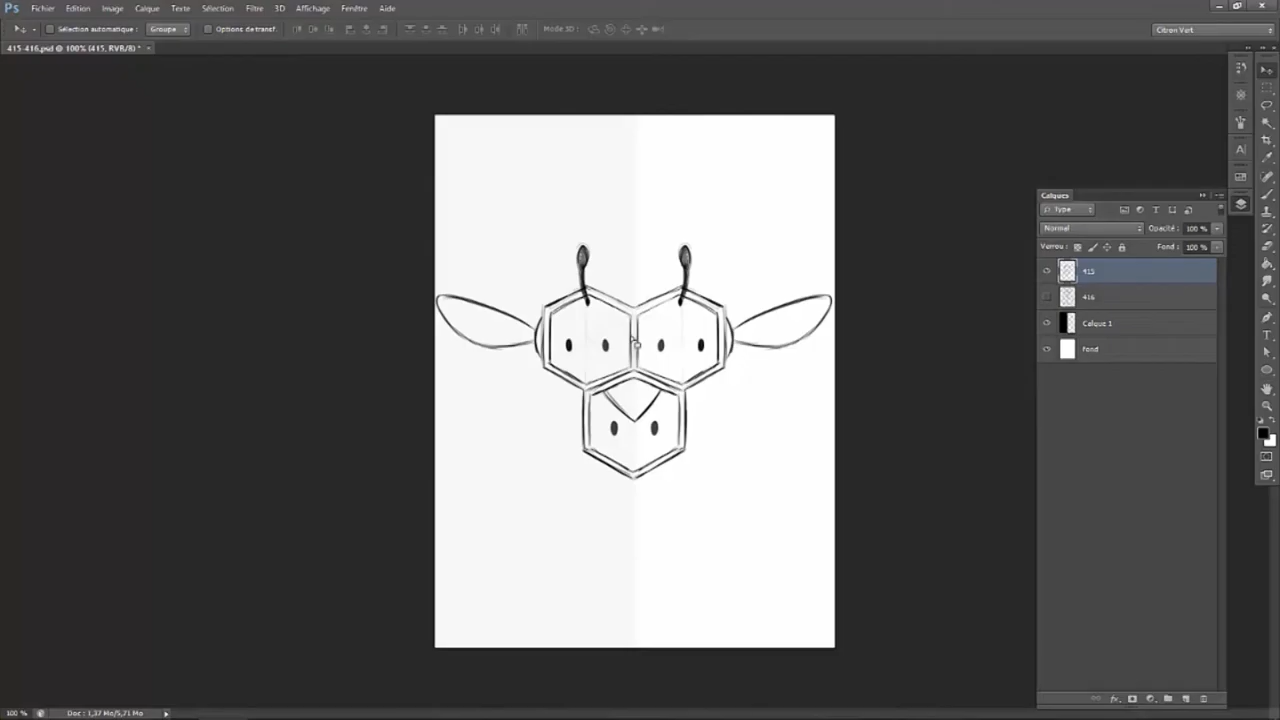 Ps Fichier Edition Image Calque Texte Sélection Filtre 3D Affichage Fenêtre Aide
Sélection automatique : Groupe Options de transf. Mode 3D : Citron Vert
415-416.psd @ 100% (415, RVB/8) * ×
Calques
Type
Normal Opacité : 100 %
Verrou : Fond : 100 %
415
416
Calque 1
fond
100 % Doc : 1,37 Mo/5,71 Mo